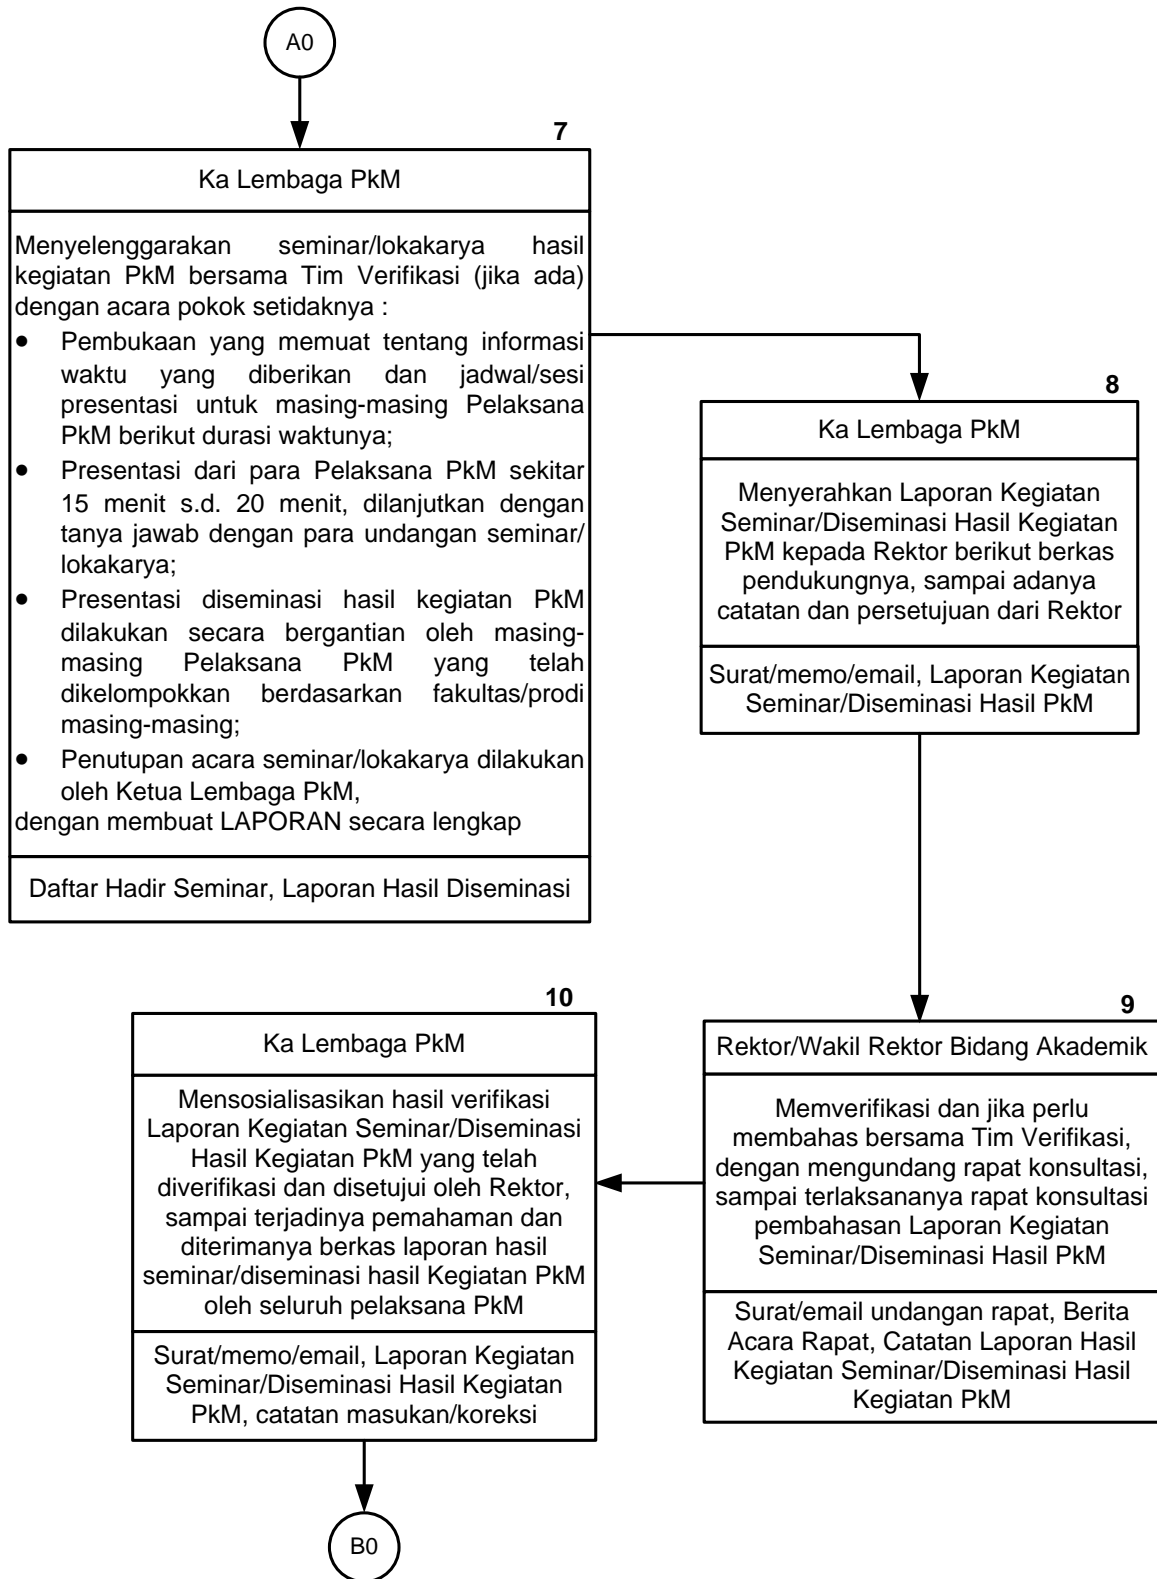 A0
7
Ka Lembaga PkM
Menyelenggarakan seminar/lokakarya hasil
kegiatan PkM bersama Tim Verifikasi (jika ada)
dengan acara pokok setidaknya :
• Pembukaan yang memuat tentang informasi
waktu yang diberikan dan jadwal/sesi
presentasi untuk masing-masing Pelaksana
PkM berikut durasi waktunya;
• Presentasi dari para Pelaksana PkM sekitar
15 menit s.d. 20 menit, dilanjutkan dengan
tanya jawab dengan para undangan seminar/
lokakarya;
• Presentasi diseminasi hasil kegiatan PkM
dilakukan secara bergantian oleh masing-
masing Pelaksana PkM yang telah
dikelompokkan berdasarkan fakultas/prodi
masing-masing;
• Penutupan acara seminar/lokakarya dilakukan
oleh Ketua Lembaga PkM,
dengan membuat LAPORAN secara lengkap
Daftar Hadir Seminar, Laporan Hasil Diseminasi
8
Ka Lembaga PkM
Menyerahkan Laporan Kegiatan
Seminar/Diseminasi Hasil Kegiatan
PkM kepada Rektor berikut berkas
pendukungnya, sampai adanya
catatan dan persetujuan dari Rektor
Surat/memo/email, Laporan Kegiatan
Seminar/Diseminasi Hasil PkM
9
Rektor/Wakil Rektor Bidang Akademik
Memverifikasi dan jika perlu
membahas bersama Tim Verifikasi,
dengan mengundang rapat konsultasi,
sampai terlaksananya rapat konsultasi
pembahasan Laporan Kegiatan
Seminar/Diseminasi Hasil PkM
Surat/email undangan rapat, Berita
Acara Rapat, Catatan Laporan Hasil
Kegiatan Seminar/Diseminasi Hasil
Kegiatan PkM
10
Ka Lembaga PkM
Mensosialisasikan hasil verifikasi
Laporan Kegiatan Seminar/Diseminasi
Hasil Kegiatan PkM yang telah
diverifikasi dan disetujui oleh Rektor,
sampai terjadinya pemahaman dan
diterimanya berkas laporan hasil
seminar/diseminasi hasil Kegiatan PkM
oleh seluruh pelaksana PkM
Surat/memo/email, Laporan Kegiatan
Seminar/Diseminasi Hasil Kegiatan
PkM, catatan masukan/koreksi
B0